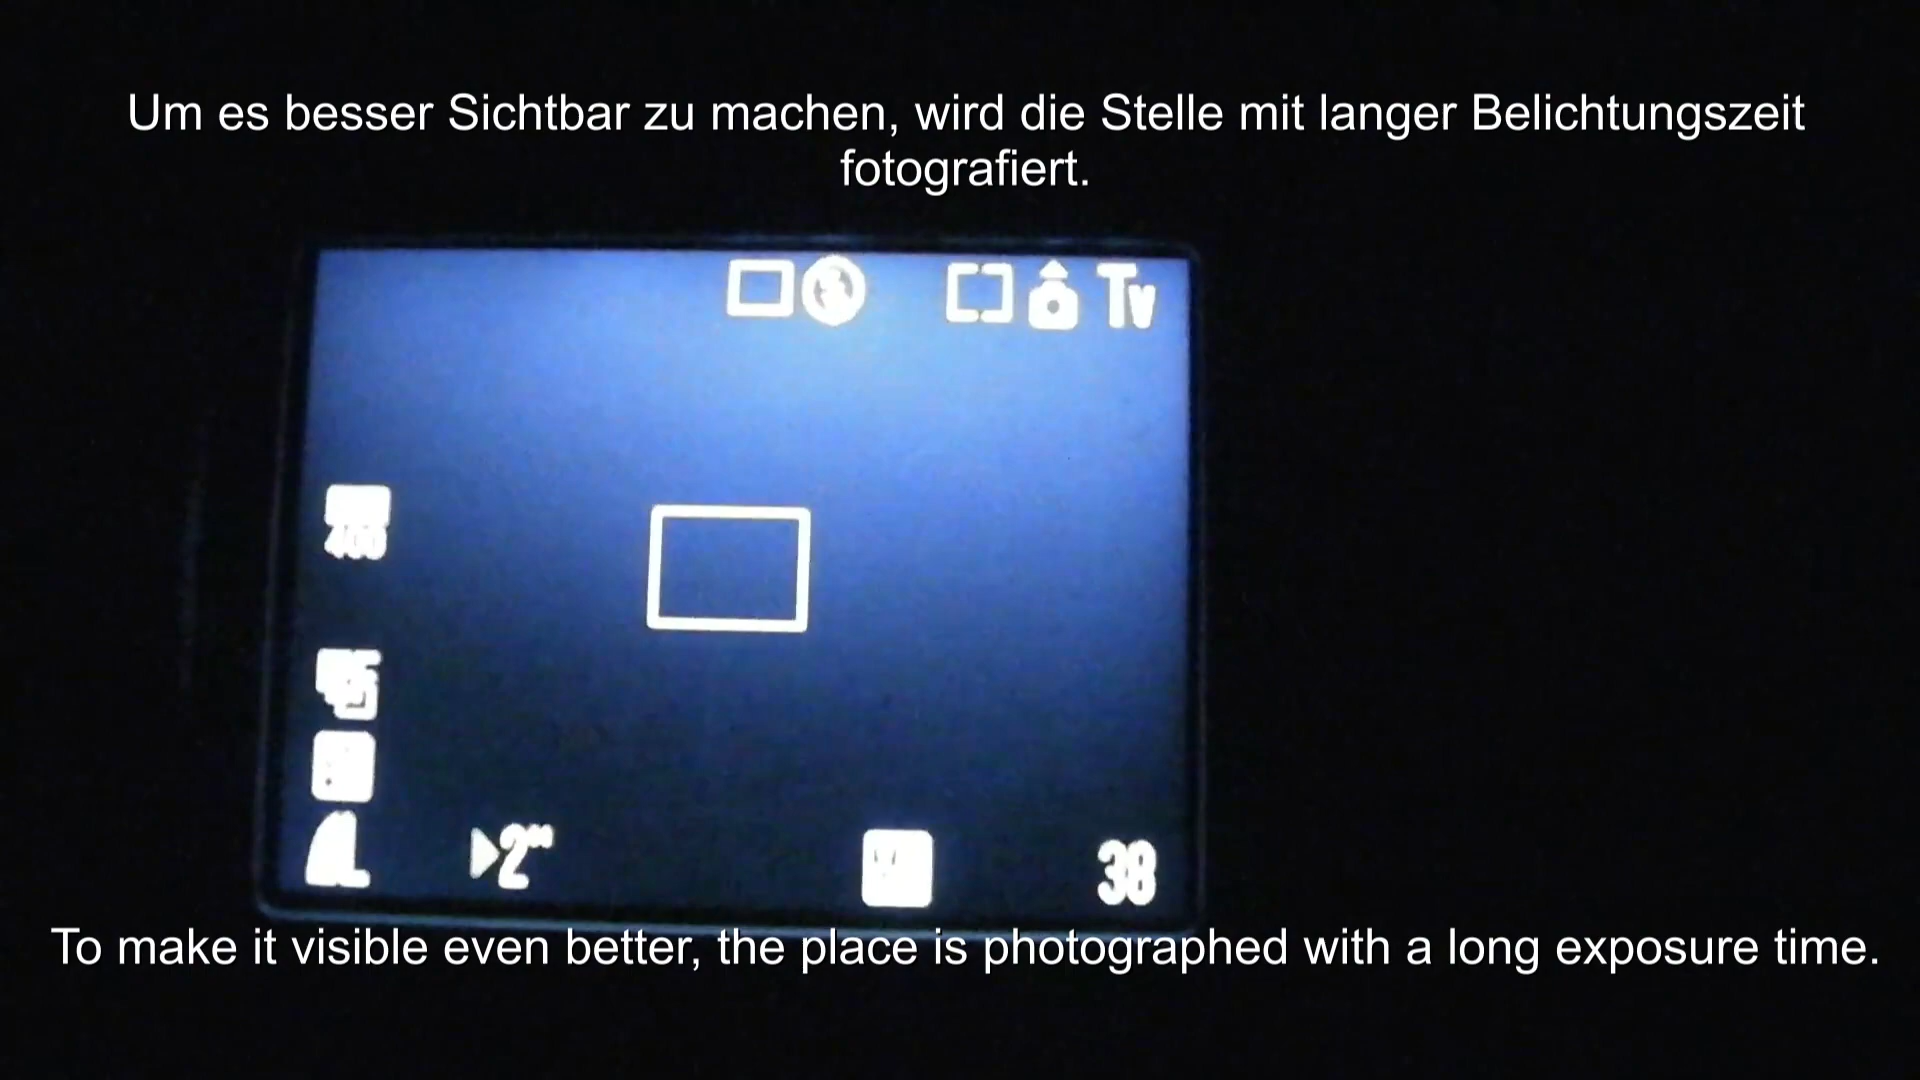 Um es besser Sichtbar zu machen, wird die Stelle mit langer Belichtungszeit
fotografiert.
Tv
400
L
2"
38
To make it visible even better, the place is photographed with a long exposure time.